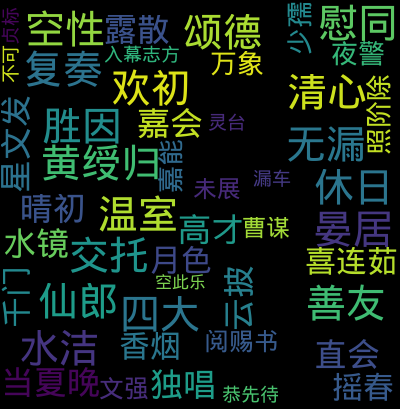 贞标
空性
露散
颂德
少孺
慰同
不可
入幕志方
夜警
复奏
万象
欢初
清心
照阶除
星文发
胜因
嘉会
灵台
无漏
黄绶归
嘉能
未展
漏车
休日
晴初
温室
高才
曹谋
晏居
水镜
交托
月色
喜连茹
千门
空此乐
云披
仙郎
四大
善友
水洁
香烟
阅赐书
直会
当夏晚
文强
独唱
恭先待
摇春